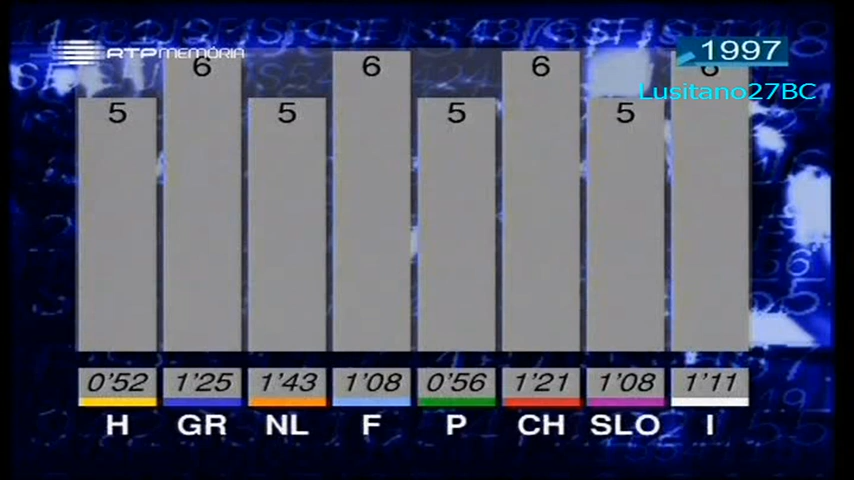 RTP MEMÓRIA
1997
Lusitano27BC
5 6 5 6 5 6 5 6
0'52 1'25 1'43 1'08 0'56 1'21 1'08 1'11
H GR NL F P CH SLO I